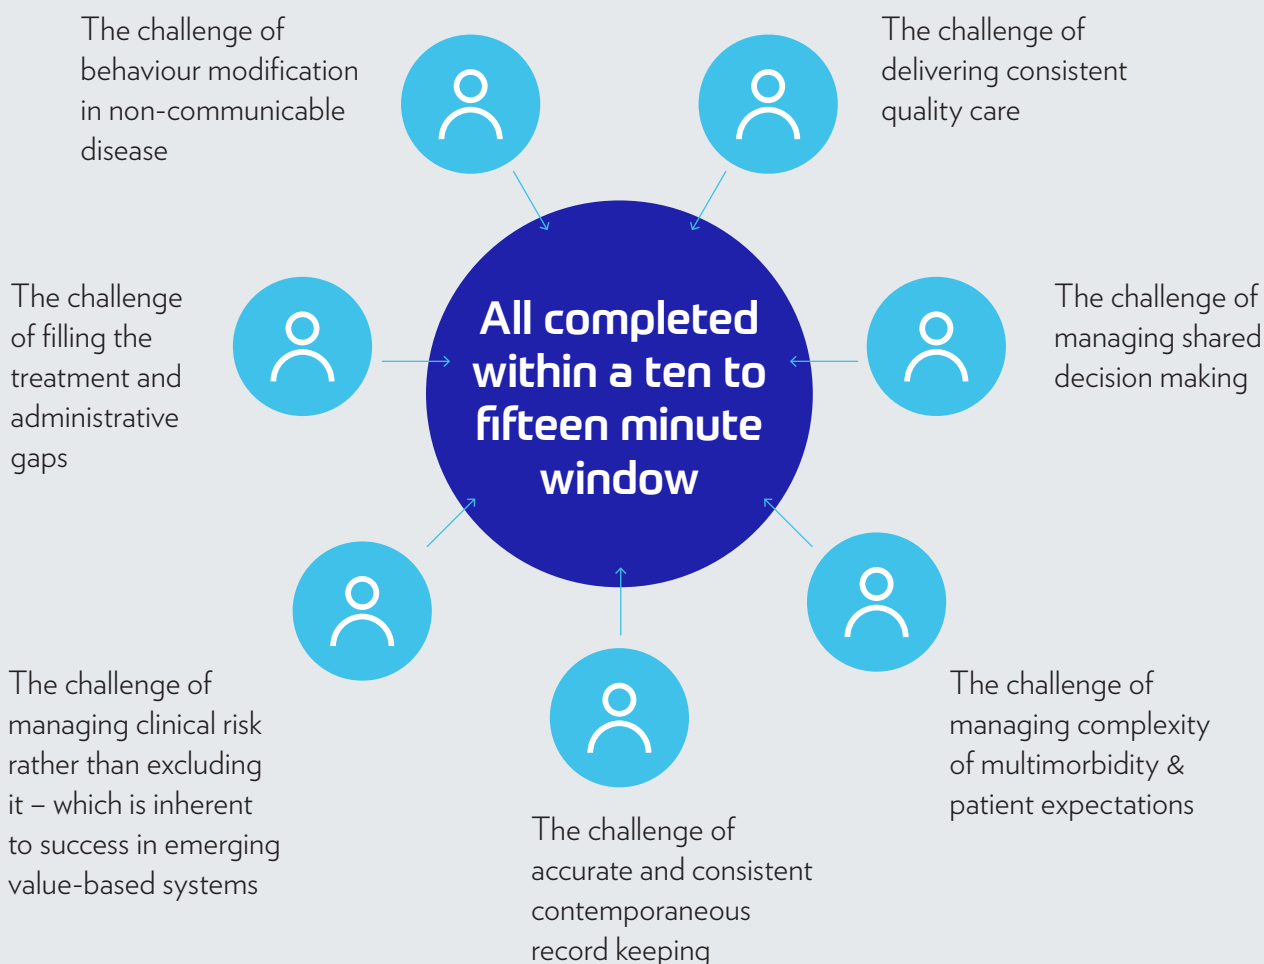 The challenge of
behaviour modification
in non-communicable
disease
The challenge of
delivering consistent
quality care
The challenge
of filling the
treatment and
administrative
gaps
All completed
within a ten to
fifteen minute
window
The challenge of
managing shared
decision making
The challenge of
managing clinical risk
rather than excluding
it – which is inherent
to success in emerging
value-based systems
The challenge of
accurate and consistent
contemporaneous
record keeping
The challenge of
managing complexity
of multimorbidity &
patient expectations